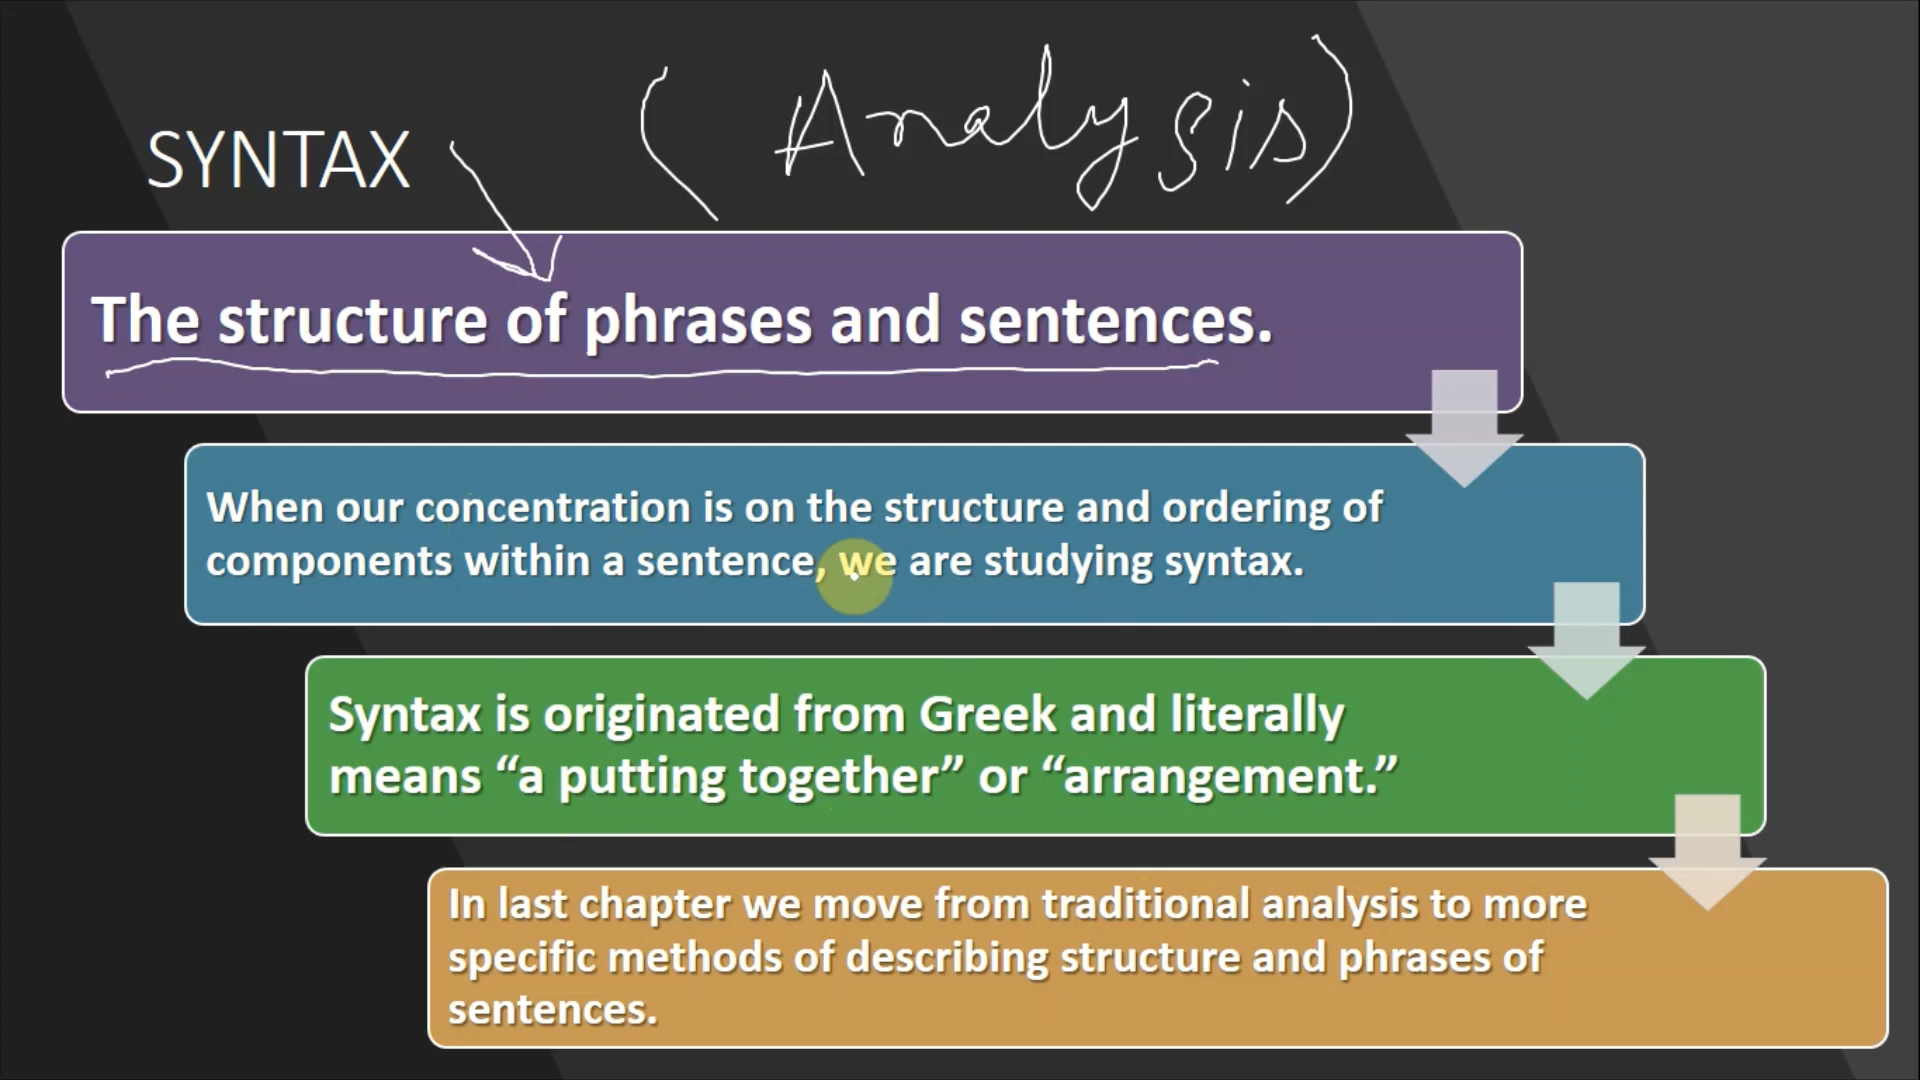 SYNTAX
(Analysis)
The structure of phrases and sentences.
When our concentration is on the structure and ordering of
components within a sentence, we are studying syntax.
Syntax is originated from Greek and literally
means “a putting together” or “arrangement.”
In last chapter we move from traditional analysis to more
specific methods of describing structure and phrases of
sentences.